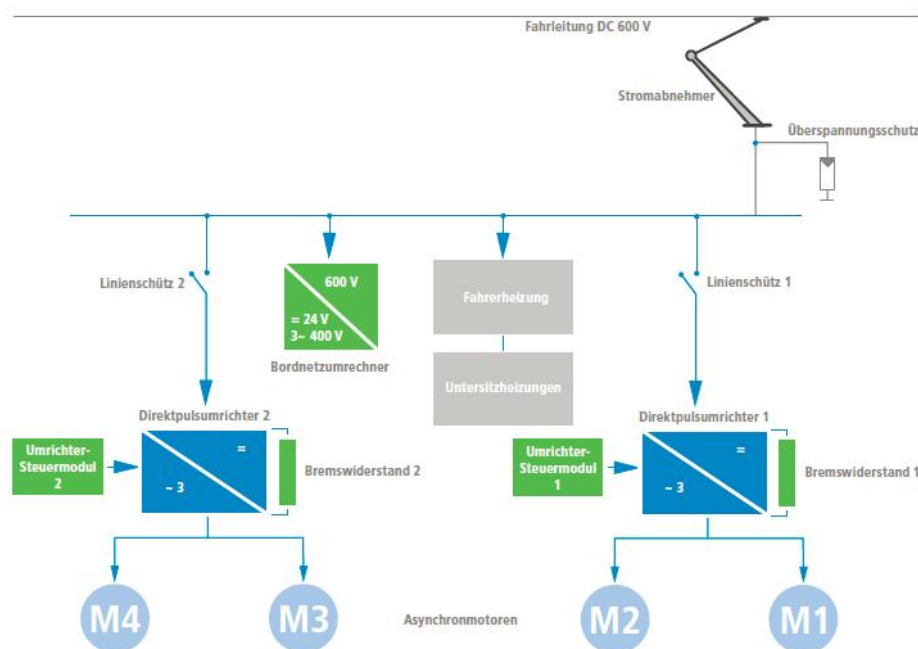 Fahrleitung DC 600 V
Stromabnehmer
Überspannungsschutz
Linienschütz 2
600 V
= 24 V
3~ 400 V
Bordnetzumrechner
Fahrerheizung
Untersitzheizungen
Linienschütz 1
Direktpulsumrichter 2
Umrichter-
Steuermodul
2
=
~ 3
Bremswiderstand 2
Direktpulsumrichter 1
Umrichter-
Steuermodul
1
=
~ 3
Bremswiderstand 1
M4
M3
Asynchronmotoren
M2
M1